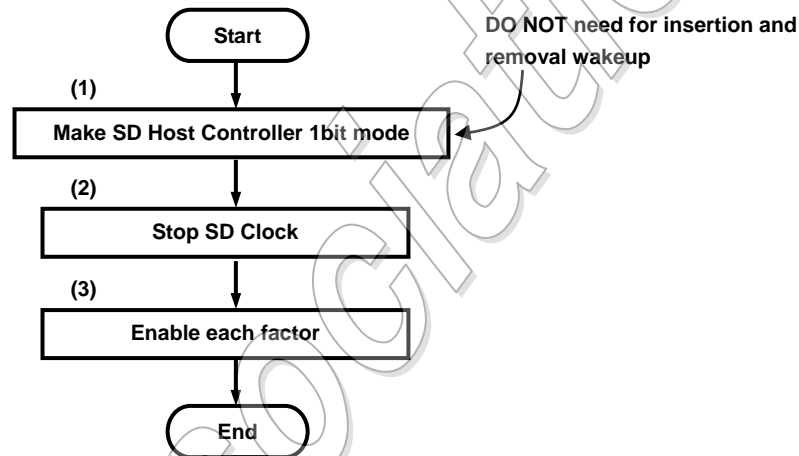 Start
DO NOT need for insertion and
removal wakeup
(1)
Make SD Host Controller 1bit mode
(2)
Stop SD Clock
(3)
Enable each factor
End